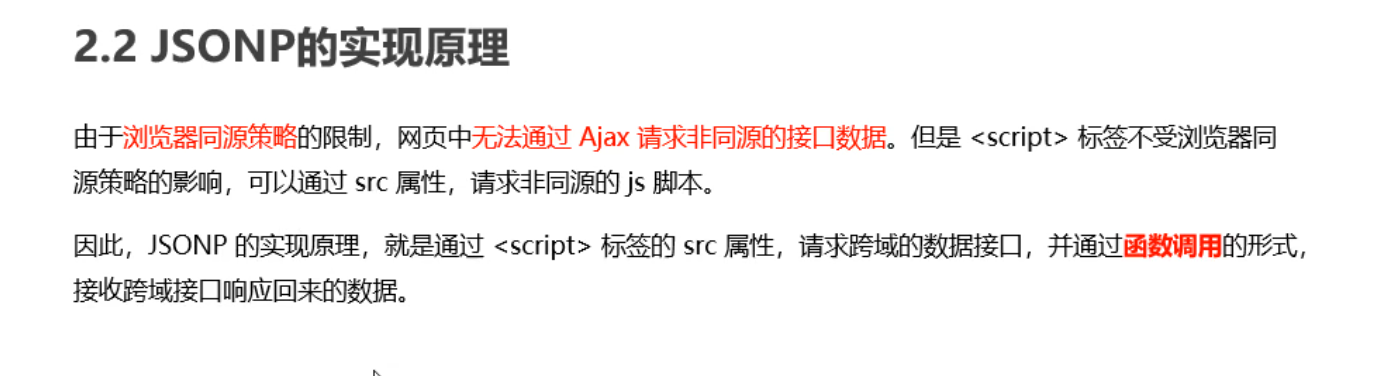 2.2 JSONP的实现原理
由于浏览器同源策略的限制，网页中无法通过 Ajax 请求非同源的接口数据。但是 <script> 标签不受浏览器同
源策略的影响，可以通过 src 属性，请求非同源的 js 脚本。
因此，JSONP 的实现原理，就是通过 <script> 标签的 src 属性，请求跨域的数据接口，并通过函数调用的形式，
接收跨域接口响应回来的数据。